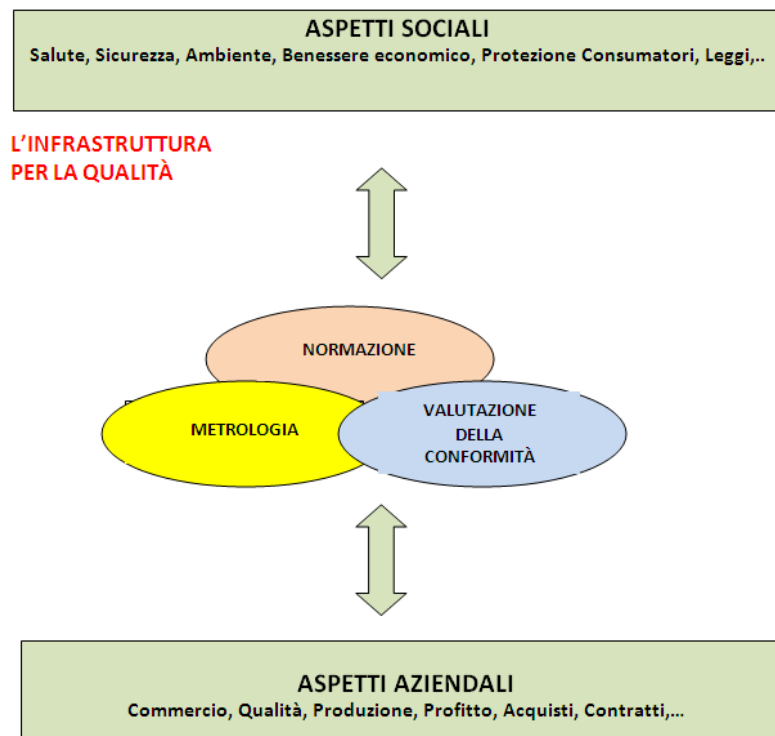 ASPETTI SOCIALI
Salute, Sicurezza, Ambiente, Benessere economico, Protezione Consumatori, Leggi,..
L'INFRASTRUTTURA
PER LA QUALITÀ
NORMAZIONE
METROLOGIA
VALUTAZIONE
DELLA
CONFORMITÀ
ASPETTI AZIENDALI
Commercio, Qualità, Produzione, Profitto, Acquisti, Contratti,...